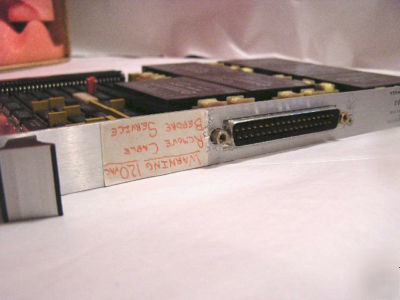 WARNING 120VAC
REMOVE CABLE
BEFORE SERVICE